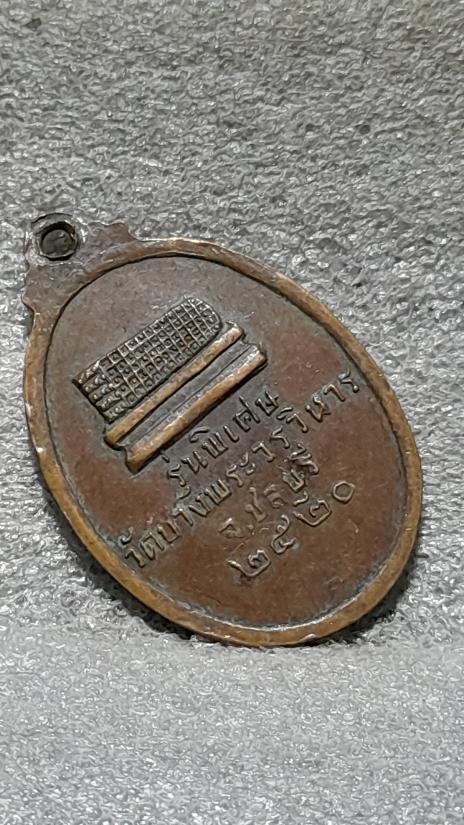 รุ่นพิเศษ
วัดบางพระวรวิหาร
จ.ชลบุรี
๒๕๒๐